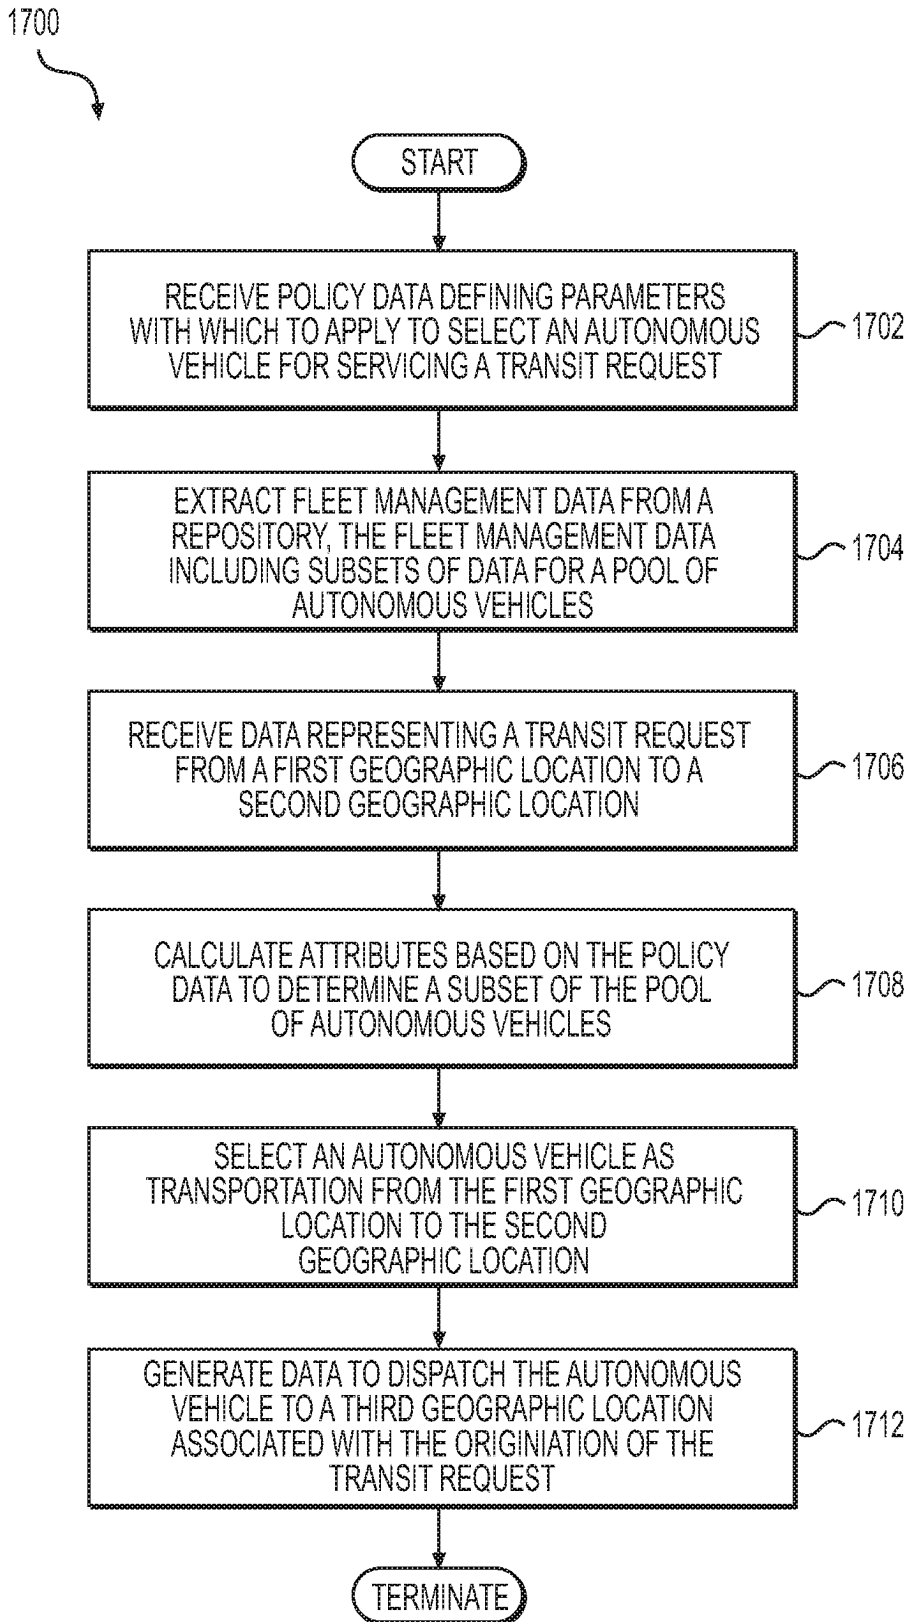 1700
START
RECEIVE POLICY DATA DEFINING PARAMETERS
WITH WHICH TO APPLY TO SELECT AN AUTONOMOUS
VEHICLE FOR SERVICING A TRANSIT REQUEST
1702
EXTRACT FLEET MANAGEMENT DATA FROM A
REPOSITORY, THE FLEET MANAGEMENT DATA
INCLUDING SUBSETS OF DATA FOR A POOL OF
AUTONOMOUS VEHICLES
1704
RECEIVE DATA REPRESENTING A TRANSIT REQUEST
FROM A FIRST GEOGRAPHIC LOCATION TO A
SECOND GEOGRAPHIC LOCATION
1706
CALCULATE ATTRIBUTES BASED ON THE POLICY
DATA TO DETERMINE A SUBSET OF THE POOL
OF AUTONOMOUS VEHICLES
1708
SELECT AN AUTONOMOUS VEHICLE AS
TRANSPORTATION FROM THE FIRST GEOGRAPHIC
LOCATION TO THE SECOND
GEOGRAPHIC LOCATION
1710
GENERATE DATA TO DISPATCH THE AUTONOMOUS
VEHICLE TO A THIRD GEOGRAPHIC LOCATION
ASSOCIATED WITH THE ORIGINIATION OF THE
TRANSIT REQUEST
1712
TERMINATE